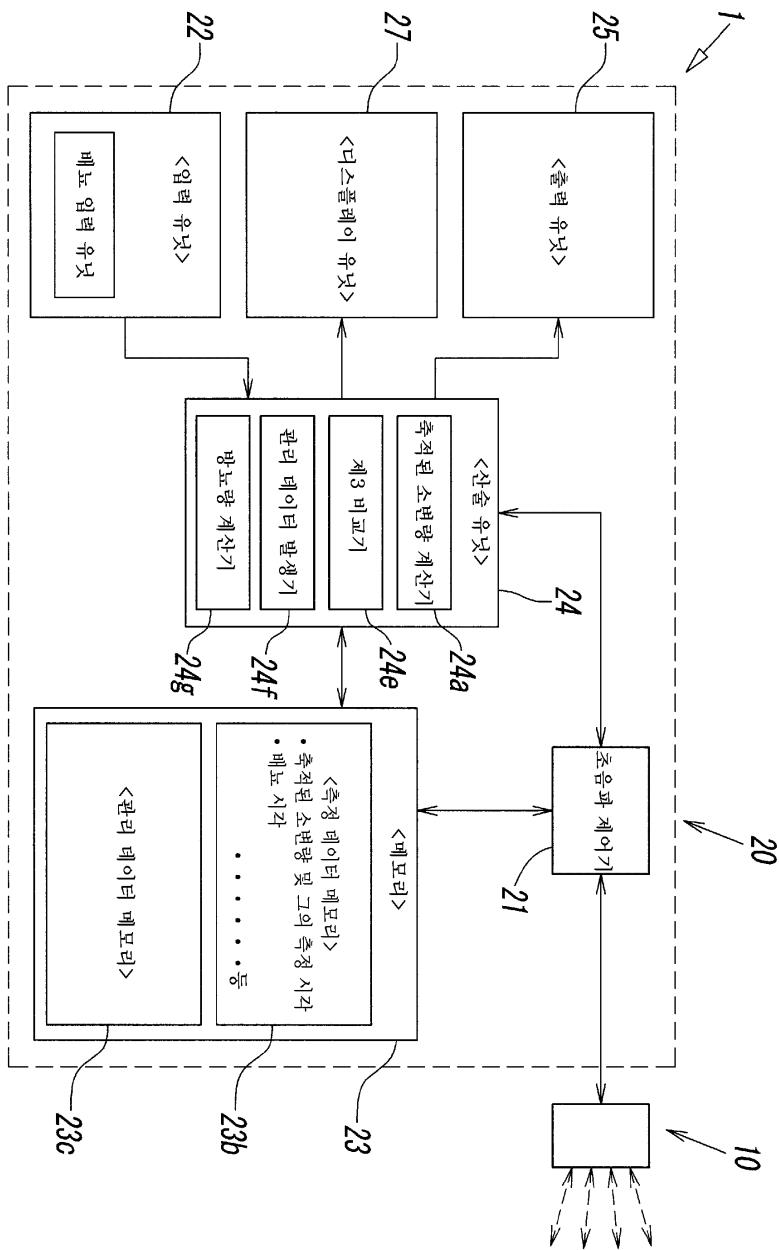 1
20
10
25
<출력 유닛>
27
<디스플레이 유닛>
22
<입력 유닛>
배뇨 입력 유닛
<산술 유닛>
24
축적된 소변량 계산기
24a
제3 비교기
24e
관리 데이터 발생기
24f
방뇨량 계산기
24g
초음파 제어기
21
<메모리>
23
<측정 데이터 메모리>
• 축적된 소변량 및 그의 측정 시각
• 배뇨 시각
• • • • • • • 등
23b
<관리 데이터 메모리>
23c